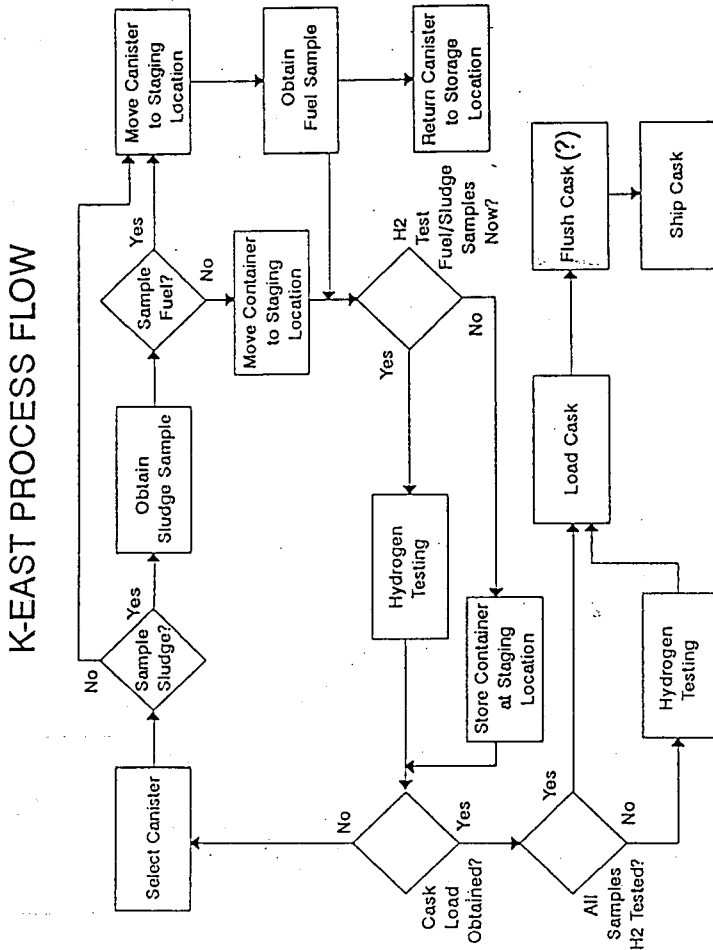 K-EAST PROCESS FLOW
Select Canister
Sample
Sludge?
No
Yes
Obtain
Sludge Sample
Sample
Fuel?
Yes
No
Move Canister
to Staging
Location
Move Container
to Staging
Location
Obtain
Fuel Sample
Return Canister
to Storage
Location
H2
Test
Fuel/Sludge
Samples
Now?
Yes
No
Hydrogen
Testing
Store Container
at Staging
Location
Cask
Load
Obtained?
No
Yes
All
Samples
H2 Tested?
Yes
No
Hydrogen
Testing
Load Cask
Flush Cask (?)
Ship Cask